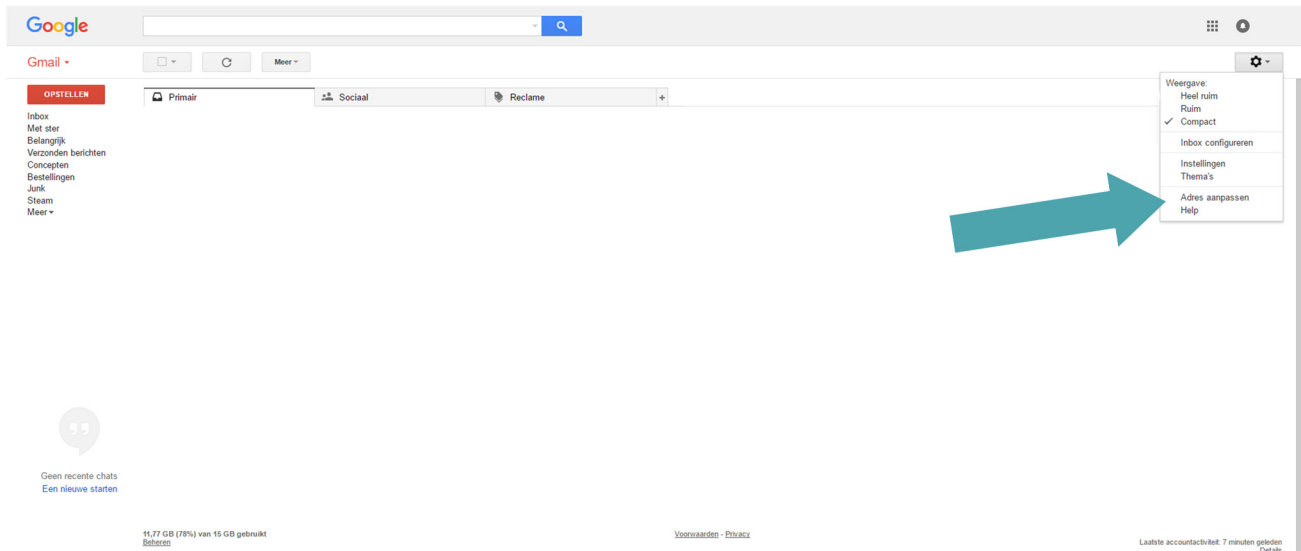 Google
Gmail
Meer
OPSTELLEN
Inbox
Met ster
Belangrijk
Verzonden berichten
Concepten
Bestellingen
Junk
Steam
Meer
Primair
Sociaal
Reclame
+
Weergave:
Heel ruim
Ruim
Compact
Inbox configureren
Instellingen
Thema's
Adres aanpassen
Help
Geen recente chats
Een nieuwe starten
11,77 GB (78%) van 15 GB gebruikt
Beheren
Voorwaarden - Privacy
Laatste accountactiviteit: 7 minuten geleden
Details